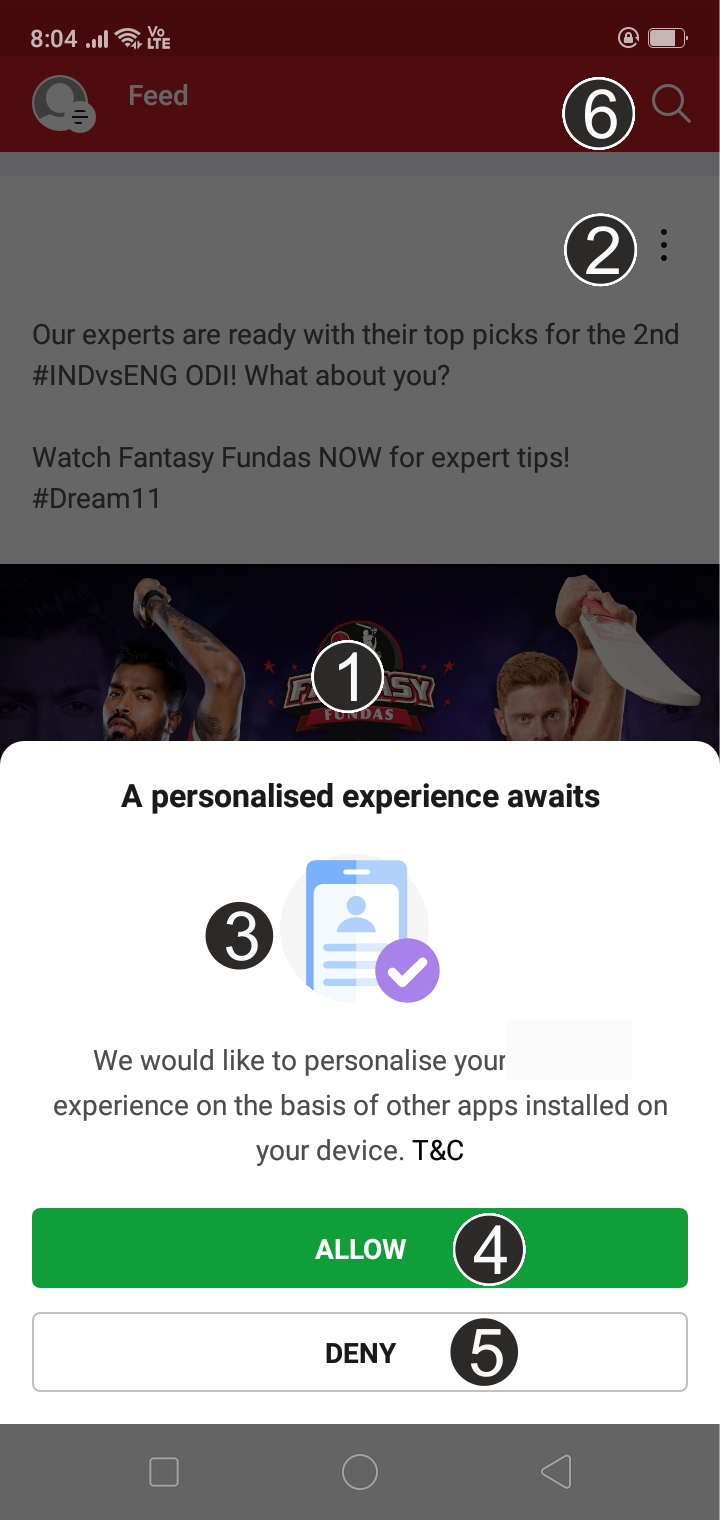 8:04 Vo LTE
Feed
6
2
Our experts are ready with their top picks for the 2nd
#INDvsENG ODI! What about you?
Watch Fantasy Fundas NOW for expert tips!
#Dream11
1
FUNDAS
A personalised experience awaits
3
We would like to personalise your
experience on the basis of other apps installed on
your device. T&C
ALLOW 4
DENY 5